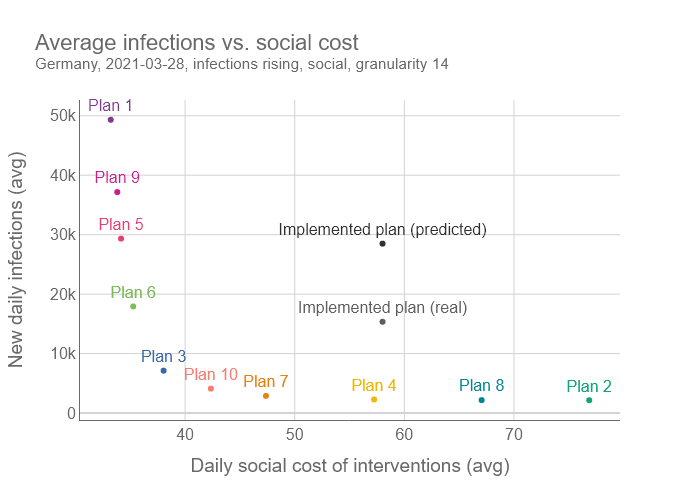 Average infections vs. social cost
Germany, 2021-03-28, infections rising, social, granularity 14
New daily infections (avg)
50k
40k
30k
20k
10k
0
Plan 1
Plan 9
Plan 5
Implemented plan (predicted)
Plan 6
Implemented plan (real)
Plan 3
Plan 10
Plan 7
Plan 4
Plan 8
Plan 2
40
50
60
70
Daily social cost of interventions (avg)